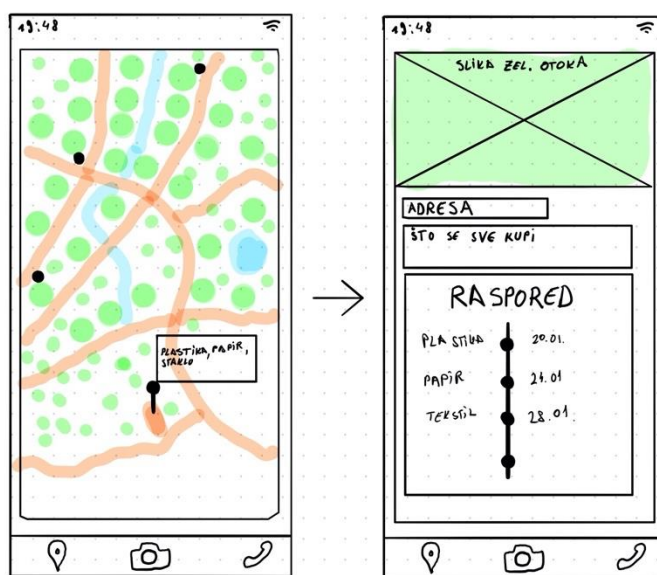 19:48
PLASTIKA, PAPIR,
STAKLO
19:48
SLIKA ZEL. OTOKA
ADRESA
ŠTO SE SVE KUPI
RASPORED
PLASTIKA 20.01.
PAPIR 24.01
TEKSTIL 28.01.